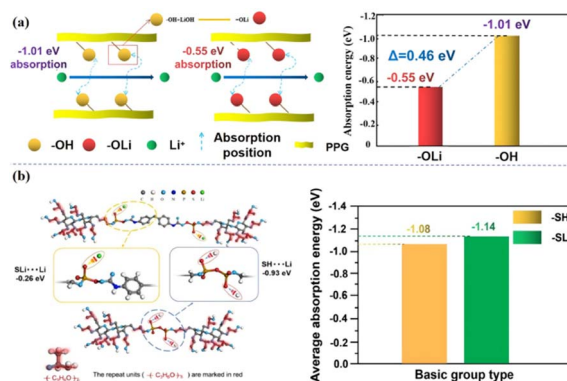 (a)
-OH+LiOH
-OLi
-1.01 eV
absorption
-0.55 eV
absorption
-OH
-OLi
Li⁺
Absorption
position
PPG
Absorption energy (eV)
-1.2
-1.0
-0.8
-0.6
-0.4
-0.2
0
-1.01 eV
Δ=0.46 eV
-0.55 eV
-OLi
-OH
(b)
SLi•••Li
-0.26 eV
SH•••Li
-0.93 eV
The repeat units ( ) are marked in red
Average absorption energy (eV)
-1.4
-1.2
-1.0
-0.8
-0.6
-0.4
-0.2
0.0
-1.08
-1.14
-SH
-SL
Basic group type